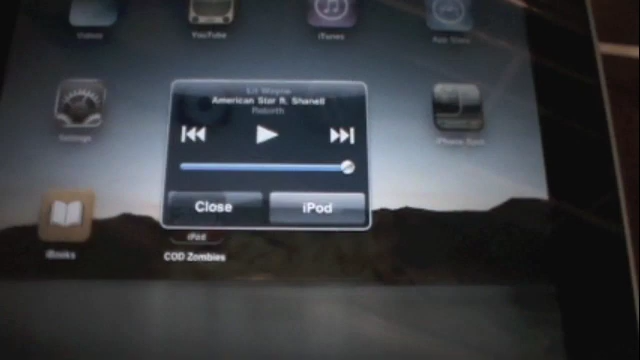 Videos
YouTube
iTunes
App Store
Lil Wayne
American Star ft. Shanell
Rebirth
Settings
Close
iPod
iPod
iBooks
COD Zombies